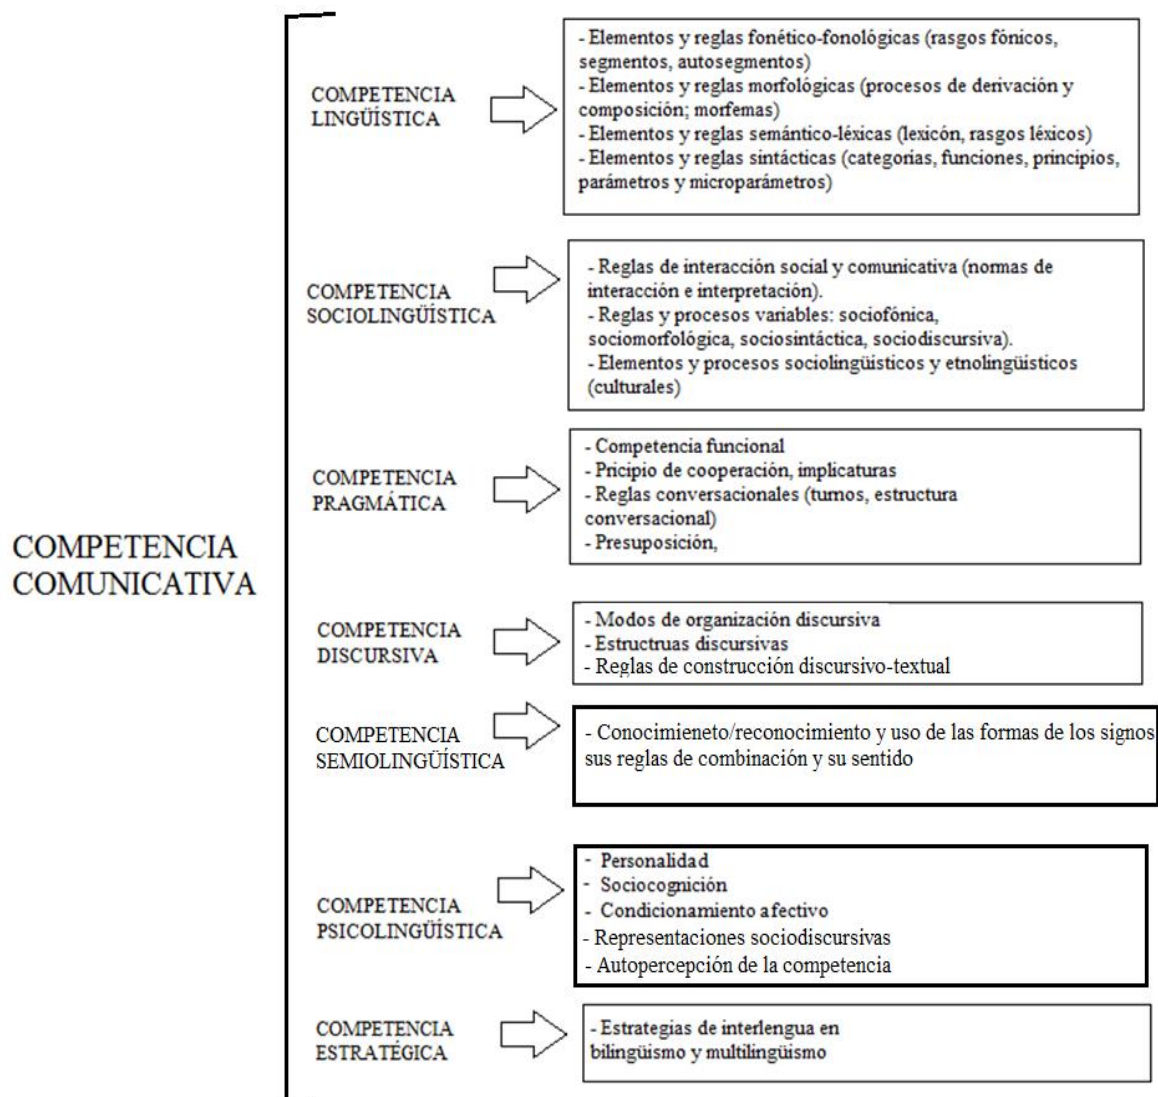 COMPETENCIA
COMUNICATIVA
COMPETENCIA
LINGÜÍSTICA
- Elementos y reglas fonético-fonológicas (rasgos fónicos,
segmentos, autosegmentos)
- Elementos y reglas morfológicas (procesos de derivación y
composición; morfemas)
- Elementos y reglas semántico-léxicas (lexicón, rasgos léxicos)
- Elementos y reglas sintácticas (categorías, funciones, principios,
parámetros y microparámetros)
COMPETENCIA
SOCIOLINGÜÍSTICA
- Reglas de interacción social y comunicativa (normas de
interacción e interpretación).
- Reglas y procesos variables: sociofónica,
sociomorfológica, sociosintáctica, sociodiscursiva).
- Elementos y procesos sociolingüísticos y etnolingüísticos
(culturales)
COMPETENCIA
PRAGMÁTICA
- Competencia funcional
- Pricipio de cooperación, implicaturas
- Reglas conversacionales (turnos, estructura
conversacional)
- Presuposición,
COMPETENCIA
DISCURSIVA
- Modos de organización discursiva
- Estructruas discursivas
- Reglas de construcción discursivo-textual
COMPETENCIA
SEMIOLINGÜÍSTICA
- Conocimieneto/reconocimiento y uso de las formas de los signos
sus reglas de combinación y su sentido
COMPETENCIA
PSICOLINGÜÍSTICA
- Personalidad
- Sociocognición
- Condicionamiento afectivo
- Representaciones sociodiscursivas
- Autopercepción de la competencia
COMPETENCIA
ESTRATÉGICA
- Estrategias de interlengua en
bilingüismo y multilingüismo